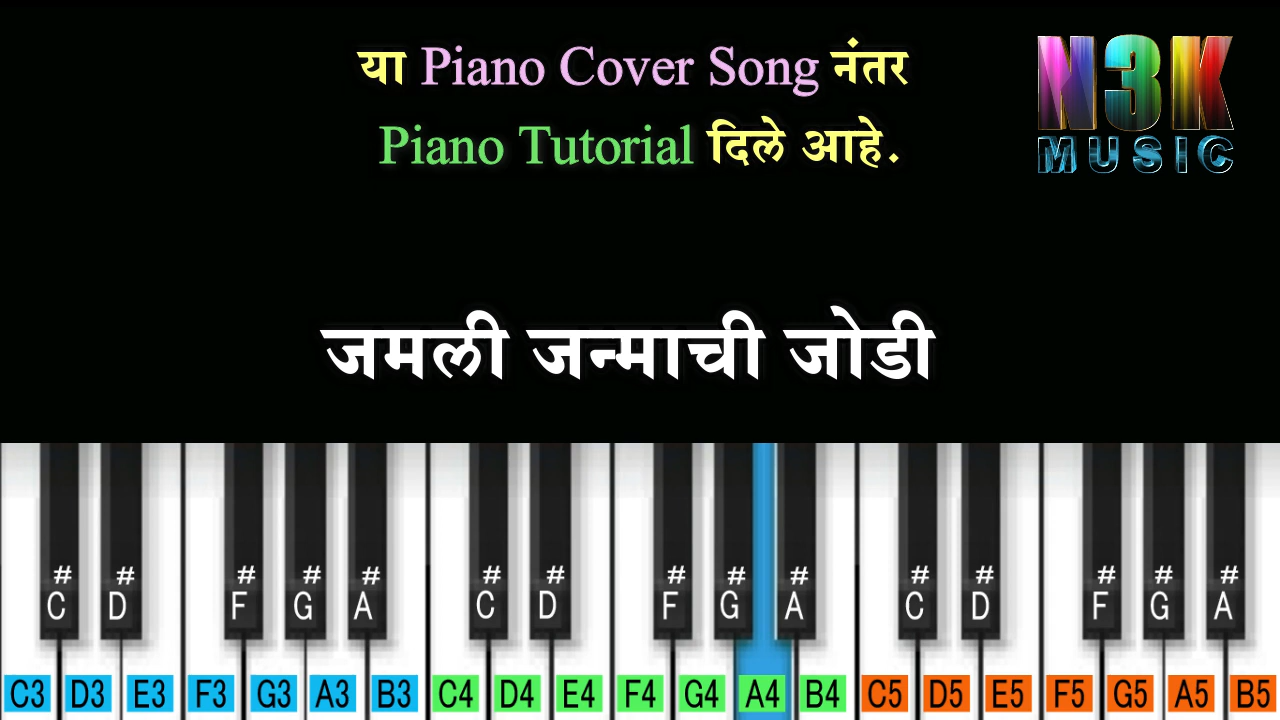 या Piano Cover Song नंतर
Piano Tutorial दिले आहे.
N3K
MUSIC
जमली जन्माची जोडी
# # # # # # # # # # # # # # #
C D F G A C D F G A C D F G A
C3 D3 E3 F3 G3 A3 B3 C4 D4 E4 F4 G4 A4 B4 C5 D5 E5 F5 G5 A5 B5